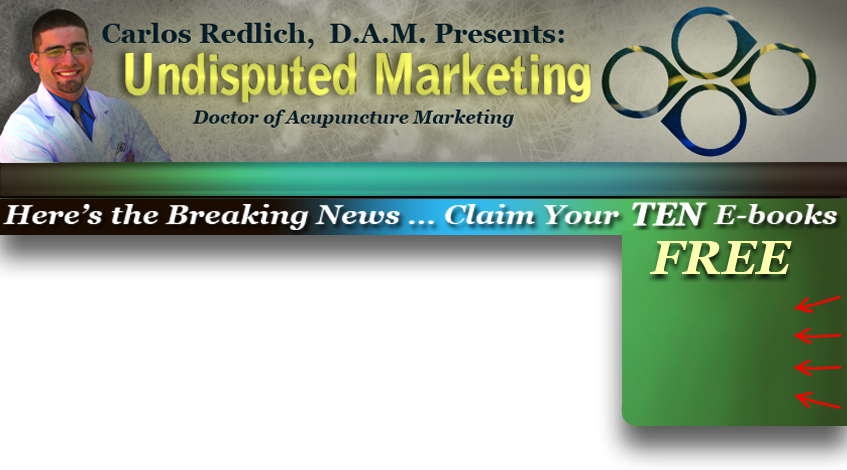 Carlos Redlich,  D.A.M. Presents:
Undisputed Marketing
Doctor of Acupuncture Marketing
Here’s the Breaking News ... Claim Your TEN E-books
FREE